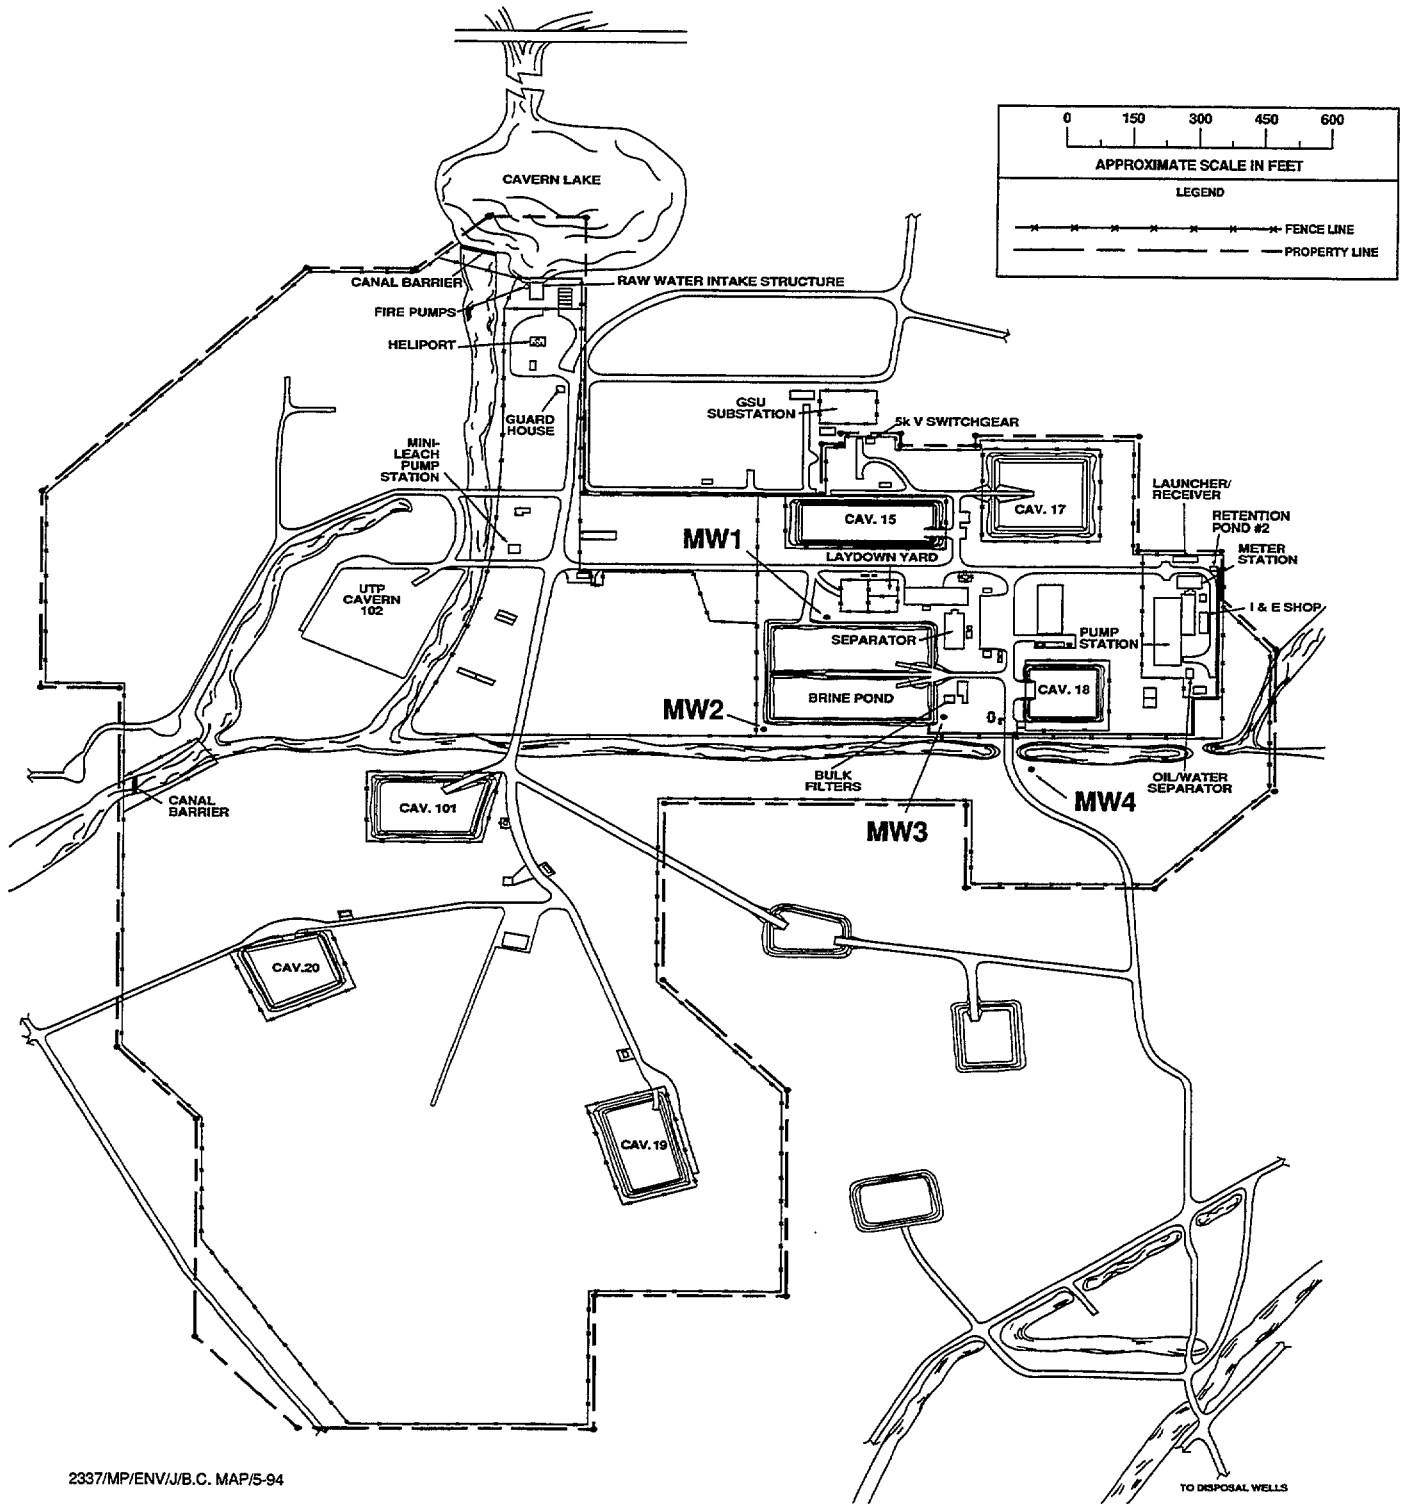 0 150 300 450 600
APPROXIMATE SCALE IN FEET
LEGEND
FENCE LINE
PROPERTY LINE
CAVERN LAKE
CANAL BARRIER
RAW WATER INTAKE STRUCTURE
FIRE PUMPS
HELIPORT
GUARD
HOUSE
GSU
SUBSTATION
5k V SWITCHGEAR
MINI-
LEACH
PUMP
STATION
LAUNCHER/
RECEIVER
RETENTION
POND #2
METER
STATION
CAV. 17
CAV. 15
MW1
LAYDOWN YARD
UTP
CAVERN
102
I & E SHOP
SEPARATOR
PUMP
STATION
CAV. 18
BRINE POND
MW2
BULK
FILTERS
OIL/WATER
SEPARATOR
CANAL
BARRIER
CAV. 101
MW4
MW3
CAV.20
CAV. 19
2337/MP/ENV/J/B.C. MAP/5-94
TO DISPOSAL WELLS